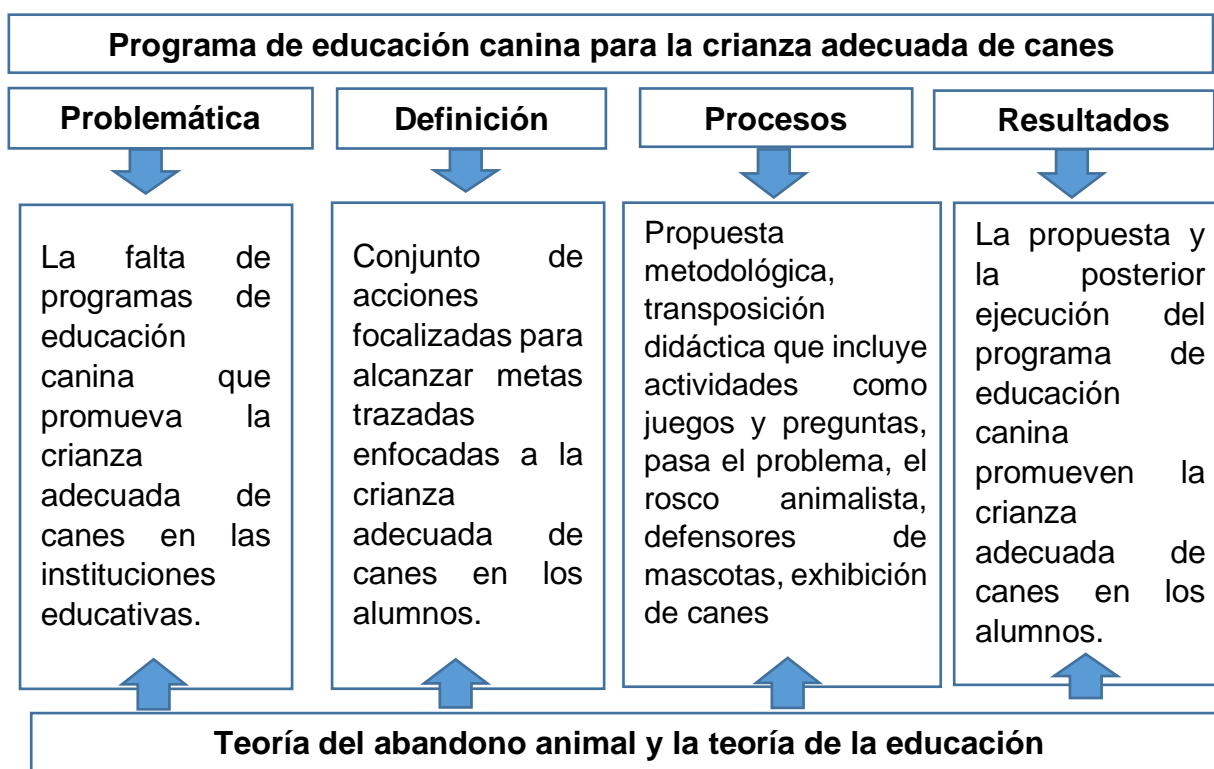 Programa de educación canina para la crianza adecuada de canes
Problemática
Definición
Procesos
Resultados
La falta de
programas de
educación
canina que
promueva la
crianza
adecuada de
canes en las
instituciones
educativas.
Conjunto de
acciones
focalizadas para
alcanzar metas
trazadas
enfocadas a la
crianza
adecuada de
canes en los
alumnos.
Propuesta
metodológica,
transposición
didáctica que incluye
actividades como
juegos y preguntas,
pasa el problema, el
rosco animalista,
defensores de
mascotas, exhibición
de canes
La propuesta y
la posterior
ejecución del
programa de
educación
canina
promueven la
crianza
adecuada de
canes en los
alumnos.
Teoría del abandono animal y la teoría de la educación